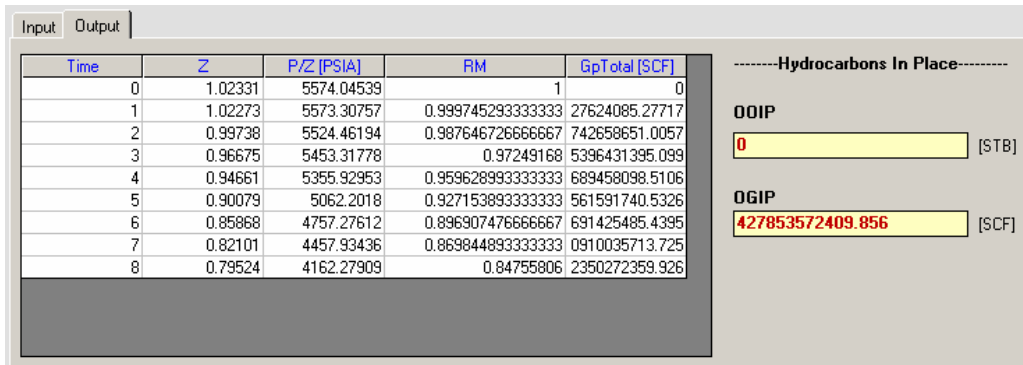 Input Output
Time Z P/Z [PSIA] RM GpTotal [SCF]
0 1.02331 5574.04539 1 0
1 1.02273 5573.30757 0.999745293333333 27624085.27717
2 0.99738 5524.46194 0.987646726666667 742658651.0057
3 0.96675 5453.31778 0.97249168 5396431395.099
4 0.94661 5355.92953 0.959628993333333 689458098.5106
5 0.90079 5062.2018 0.927153893333333 561591740.5326
6 0.85868 4757.27612 0.896907476666667 691425485.4395
7 0.82101 4457.93436 0.869844893333333 0910035713.725
8 0.79524 4162.27909 0.84755806 2350272359.926
--------Hydrocarbons In Place---------
OOIP
0 [STB]
OGIP
427853572409.856 [SCF]